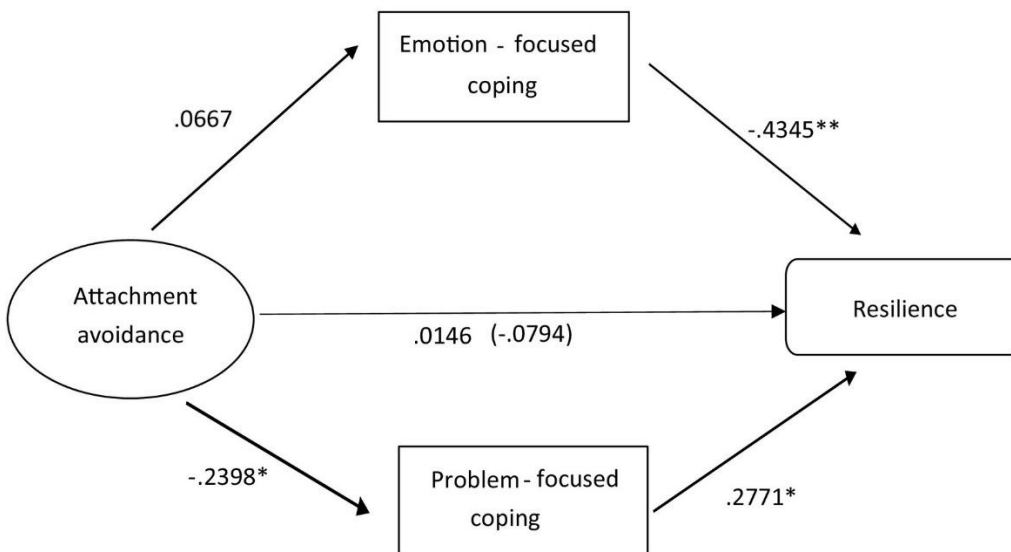 Emotion - focused
coping
.0667
-.4345**
Attachment
avoidance
.0146 (-.0794)
Resilience
-.2398*
Problem - focused
coping
.2771*